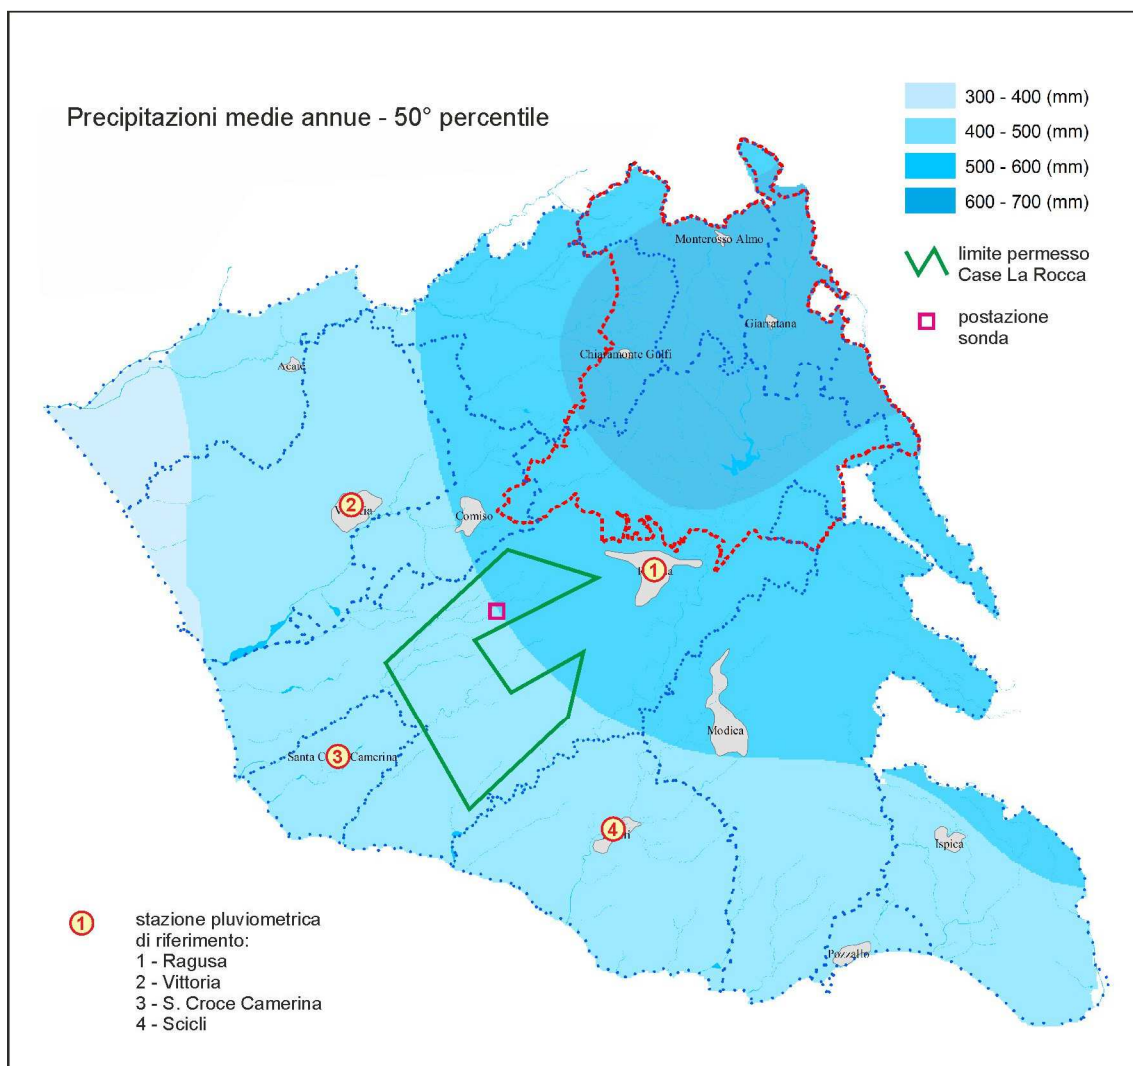 Precipitazioni medie annue - 50° percentile
300 - 400 (mm)
400 - 500 (mm)
500 - 600 (mm)
600 - 700 (mm)
limite permesso
Case La Rocca
postazione
sonda
Monterosso Almo
Giarratana
Chiaramonte Gulfi
Acate
2
Comiso
1
Modica
Santa C
3
Camerina
4
Ispica
Pozzallo
1
stazione pluviometrica
di riferimento:
1 - Ragusa
2 - Vittoria
3 - S. Croce Camerina
4 - Scicli